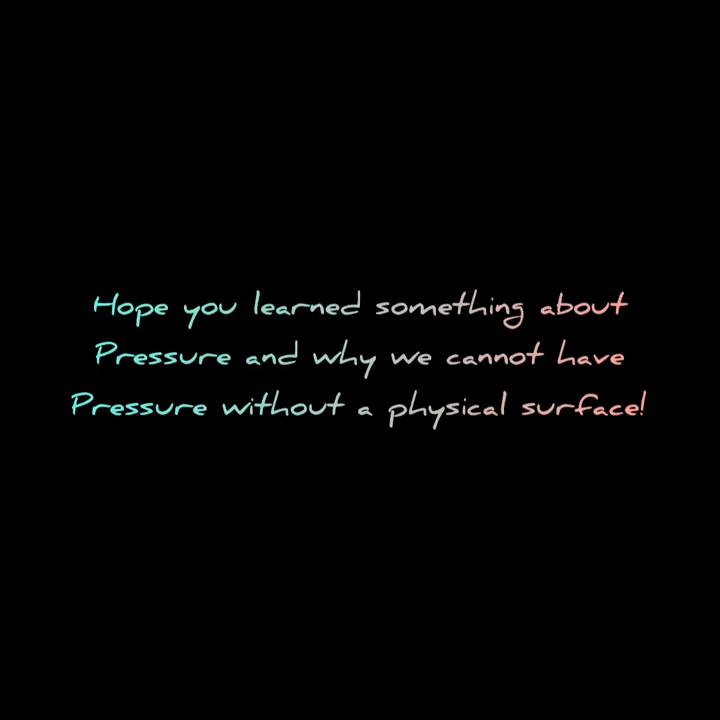 Hope you learned something about
Pressure and why we cannot have
Pressure without a physical surface!